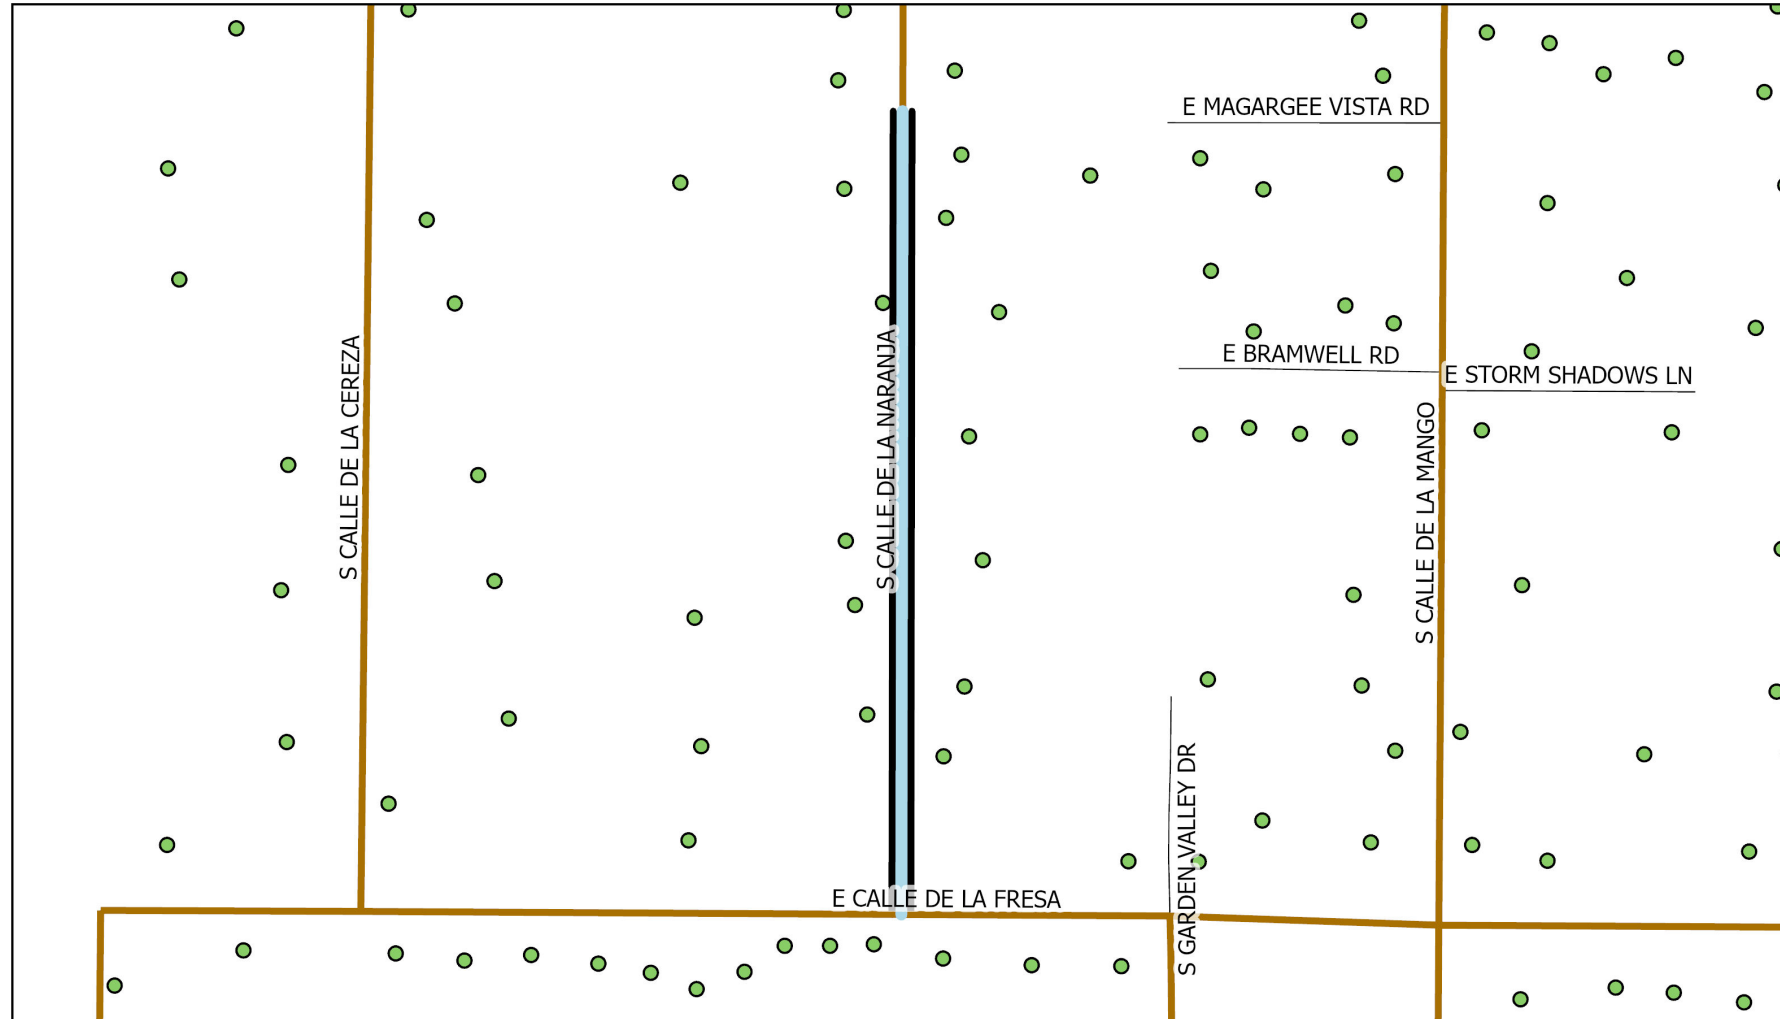 E MAGARGEE VISTA RD
E BRAMWELL RD
E STORM SHADOWS LN
S CALLE DE LA CEREZA
S CALLE DE LA NARANJA
S CALLE DE LA MANGO
S GARDEN VALLEY DR
E CALLE DE LA FRESA